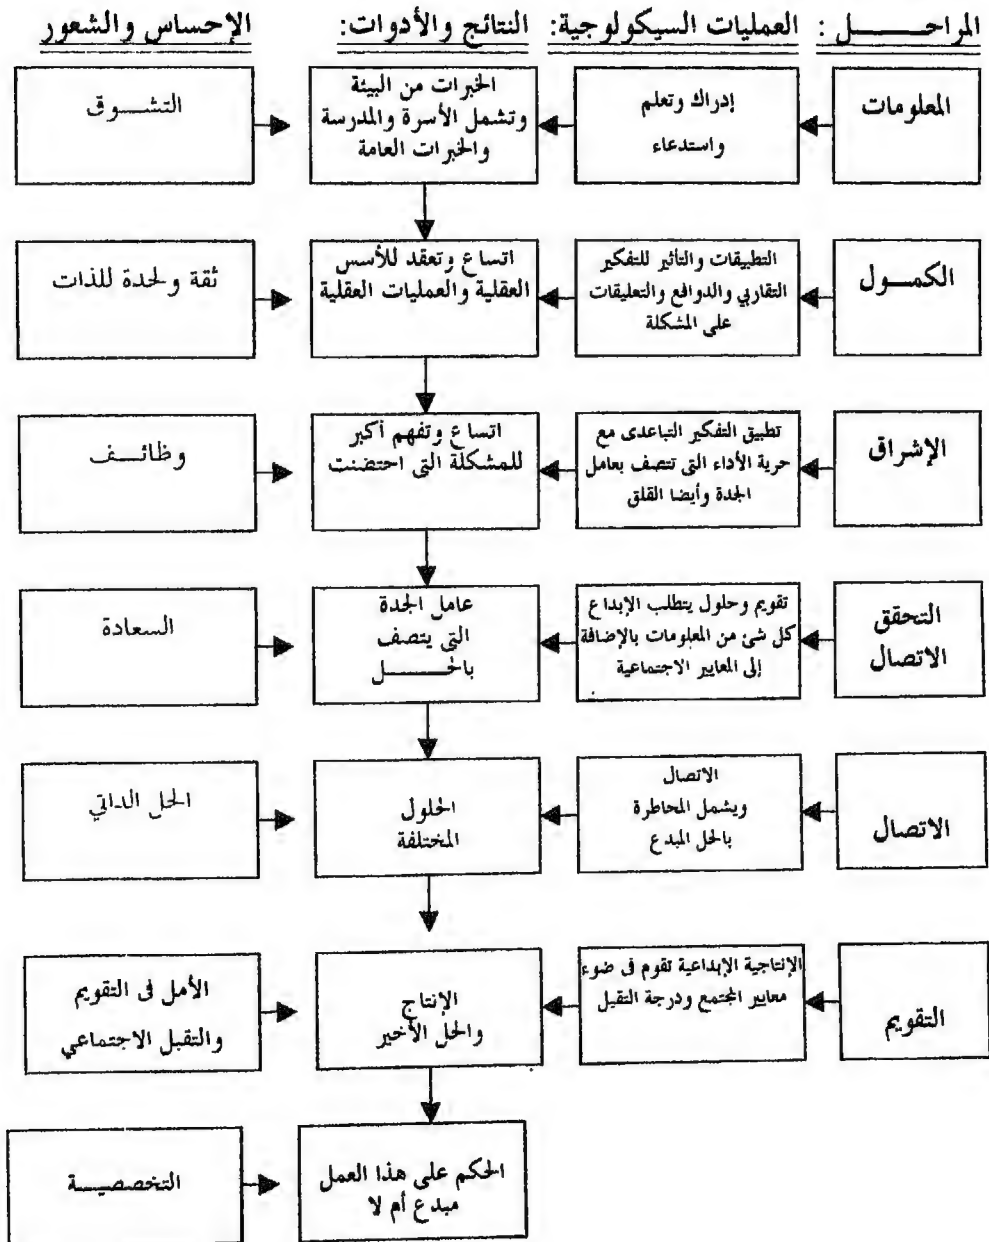 المراحـــــل :
العمليات السيكولوجية:
النتائج والأدوات:
الإحساس والشعور
المعلومات
إدراك وتعلم
واستدعاء
الخبرات من البيئة
وتشمل الأسرة والمدرسة
والخبرات العامة
التشـــوق
الكمـــول
التطبيقات والتأثير للتفكير
التقاربي والدوافع والتعليقات
على المشكلة
اتساع وتعقد للأسس
العقلية والعمليات العقلية
ثقة ولحدة للذات
الإشراق
تطبيق التفكير التباعدى مع
حرية الأداء التى تتصف بعامل
الجدة وأيضا القلق
اتساع وتفهم أكبر
للمشكلة التى احتضنت
وظائـــف
التحقق
الاتصال
تقويم وحلول يتطلب الإبداع
كل شئ من المعلومات بالإضافة
إلى المعايير الاجتماعية
عامل الجدة
التى يتصف
بالحـــــل
السعادة
الاتصال
الاتصال
ويشمل المخاطرة
بالحل المبدع
الحلول
المختلفة
الحل الداتي
التقويم
الإنتاجية الإبداعية تقوم فى ضوء
معايير المجتمع ودرجة التقبل
الإنتاج
والحل الأخير
الأمل فى التقويم
والتقبل الاجتماعي
الحكم على هذا العمل
مبدع أم لا
التخصصيـــة